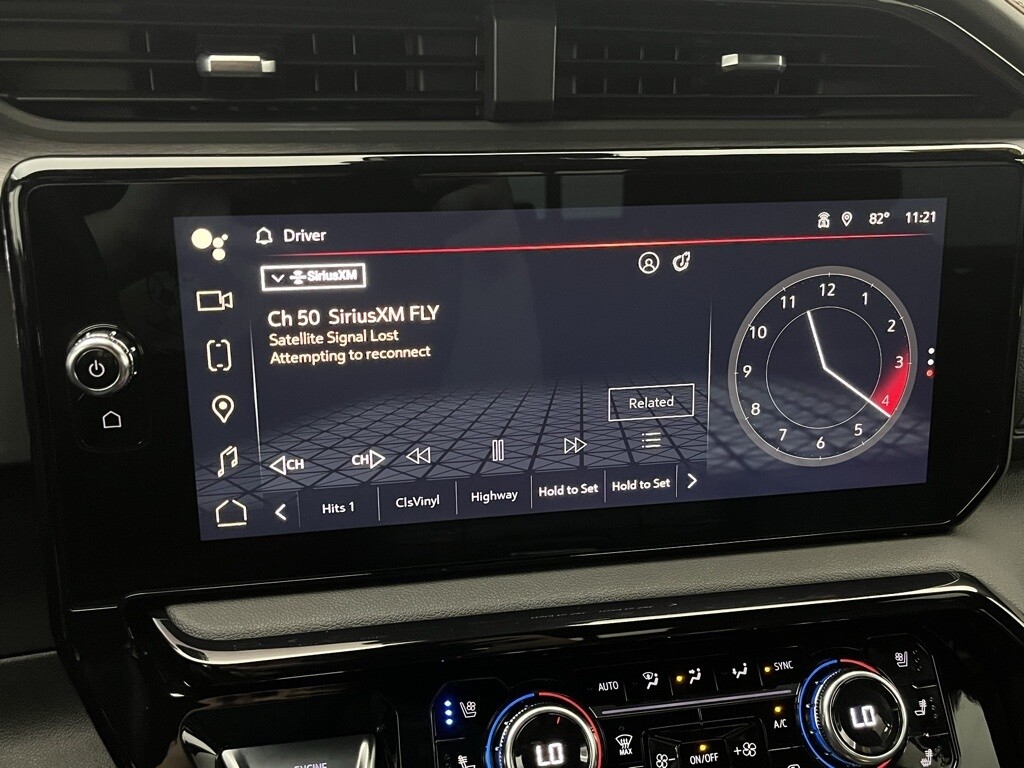 Driver
82° 11:21
SiriusXM
Ch 50 SiriusXM FLY
Satellite Signal Lost
Attempting to reconnect
Related
CH
CH
Hits 1
ClsVinyl
Highway
Hold to Set
Hold to Set
12
1
2
3
4
5
6
7
8
9
10
11
AUTO
SYNC
A/C
LO
MAX
ON/OFF
LO
ENGINE